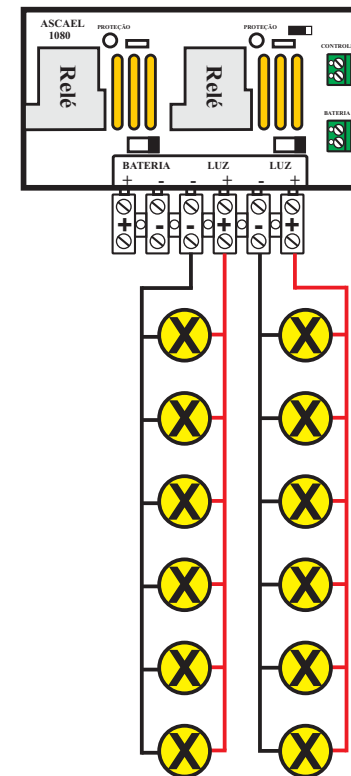 ASCAEL
1080
PROTEÇÃO
PROTEÇÃO
CONTROLE
Relé
Relé
BATERIA
BATERIA LUZ LUZ
+ - - + - +
+ - - + - +
X X
X X
X X
X X
X X
X X